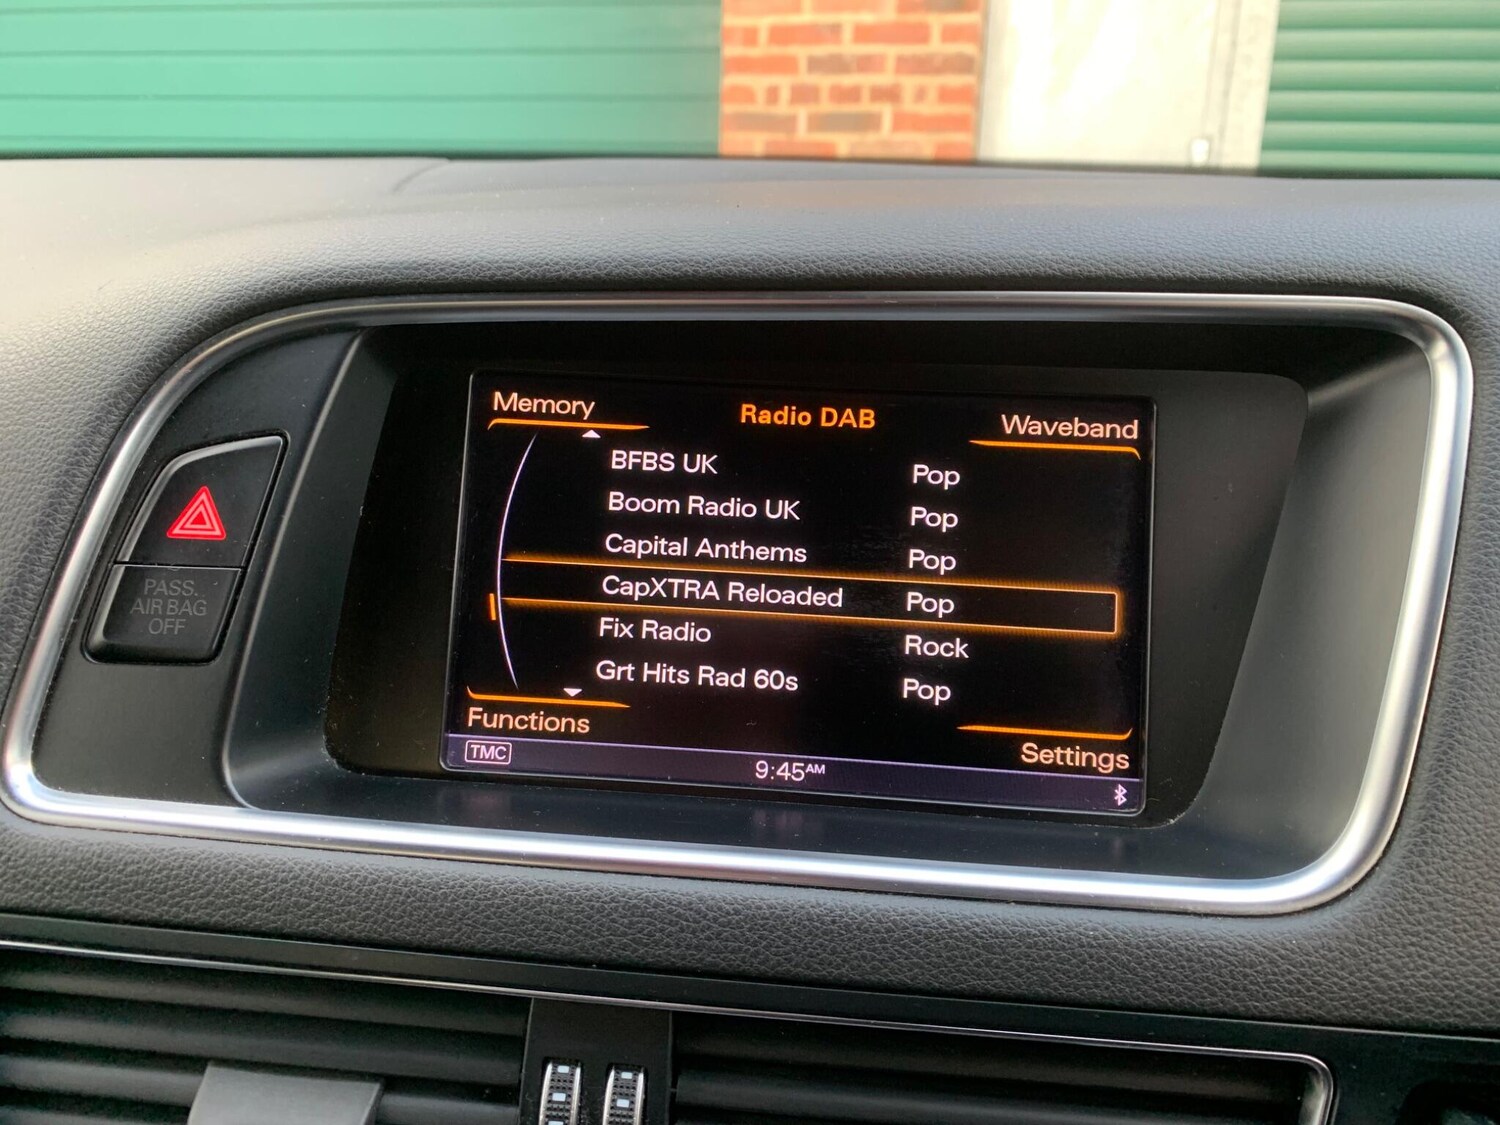 Memory Radio DAB Waveband
BFBS UK Pop
Boom Radio UK Pop
Capital Anthems Pop
CapXTRA Reloaded Pop
Fix Radio Rock
Grt Hits Rad 60s Pop
Functions Settings
TMC 9:45AM
PASS.
AIR BAG
OFF